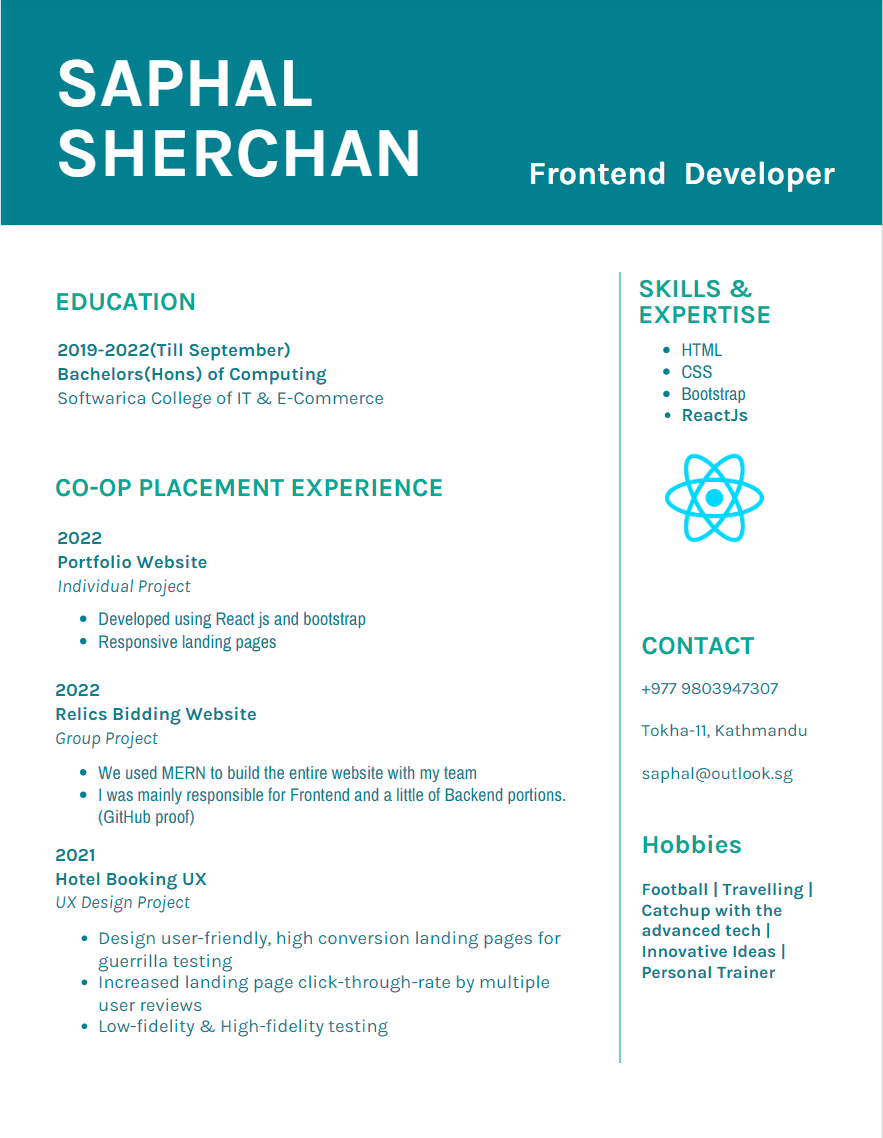 SAPHAL
SHERCHAN
Frontend Developer
EDUCATION
2019-2022(Till September)
Bachelors(Hons) of Computing
Softwarica College of IT & E-Commerce
CO-OP PLACEMENT EXPERIENCE
2022
Portfolio Website
Individual Project
• Developed using React js and bootstrap
• Responsive landing pages
2022
Relics Bidding Website
Group Project
• We used MERN to build the entire website with my team
• I was mainly responsible for Frontend and a little of Backend portions.
(GitHub proof)
2021
Hotel Booking UX
UX Design Project
• Design user-friendly, high conversion landing pages for
guerrilla testing
• Increased landing page click-through-rate by multiple
user reviews
• Low-fidelity & High-fidelity testing
SKILLS &
EXPERTISE
• HTML
• CSS
• Bootstrap
• ReactJs
CONTACT
+977 9803947307
Tokha-11, Kathmandu
saphal@outlook.sg
Hobbies
Football | Travelling |
Catchup with the
advanced tech |
Innovative Ideas |
Personal Trainer